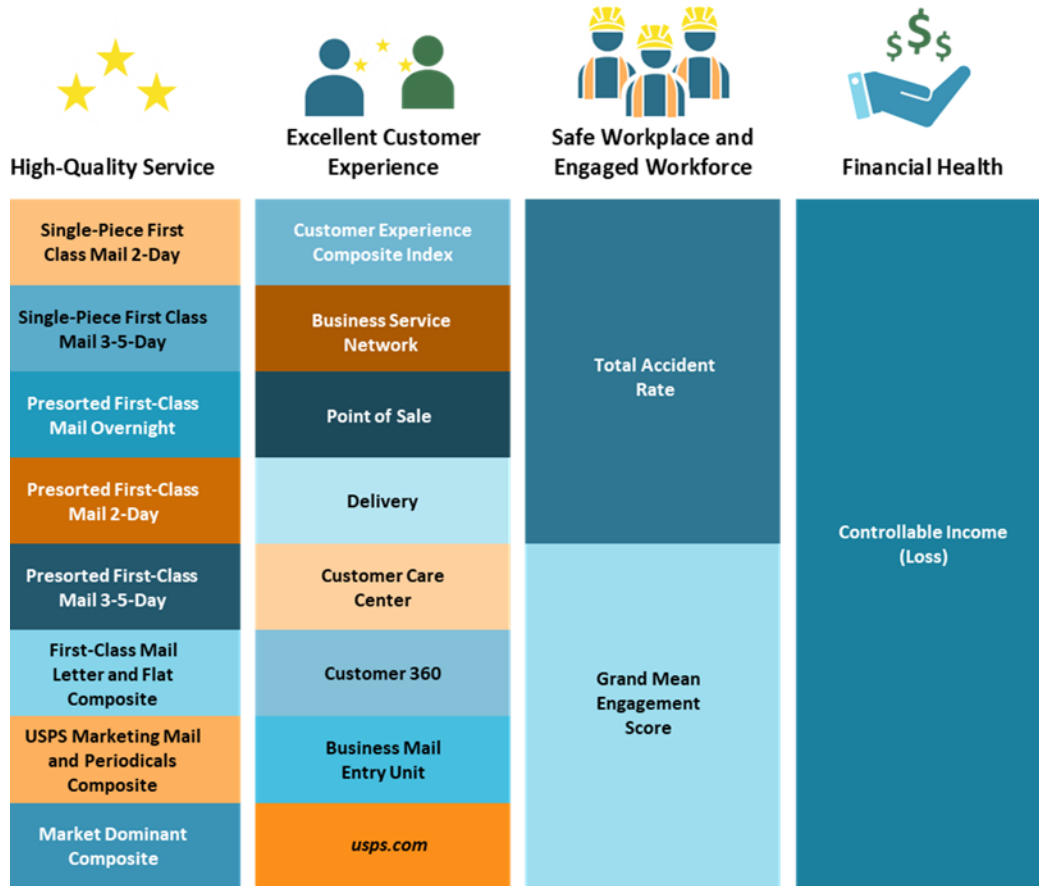 High-Quality Service
Single-Piece First
Class Mail 2-Day
Single-Piece First Class
Mail 3-5-Day
Presorted First-Class
Mail Overnight
Presorted First-Class
Mail 2-Day
Presorted First-Class
Mail 3-5-Day
First-Class Mail
Letter and Flat
Composite
USPS Marketing Mail
and Periodicals
Composite
Market Dominant
Composite
Excellent Customer
Experience
Customer Experience
Composite Index
Business Service
Network
Point of Sale
Delivery
Customer Care
Center
Customer 360
Business Mail
Entry Unit
usps.com
Safe Workplace and
Engaged Workforce
Total Accident
Rate
Grand Mean
Engagement
Score
$$$
Financial Health
Controllable Income
(Loss)